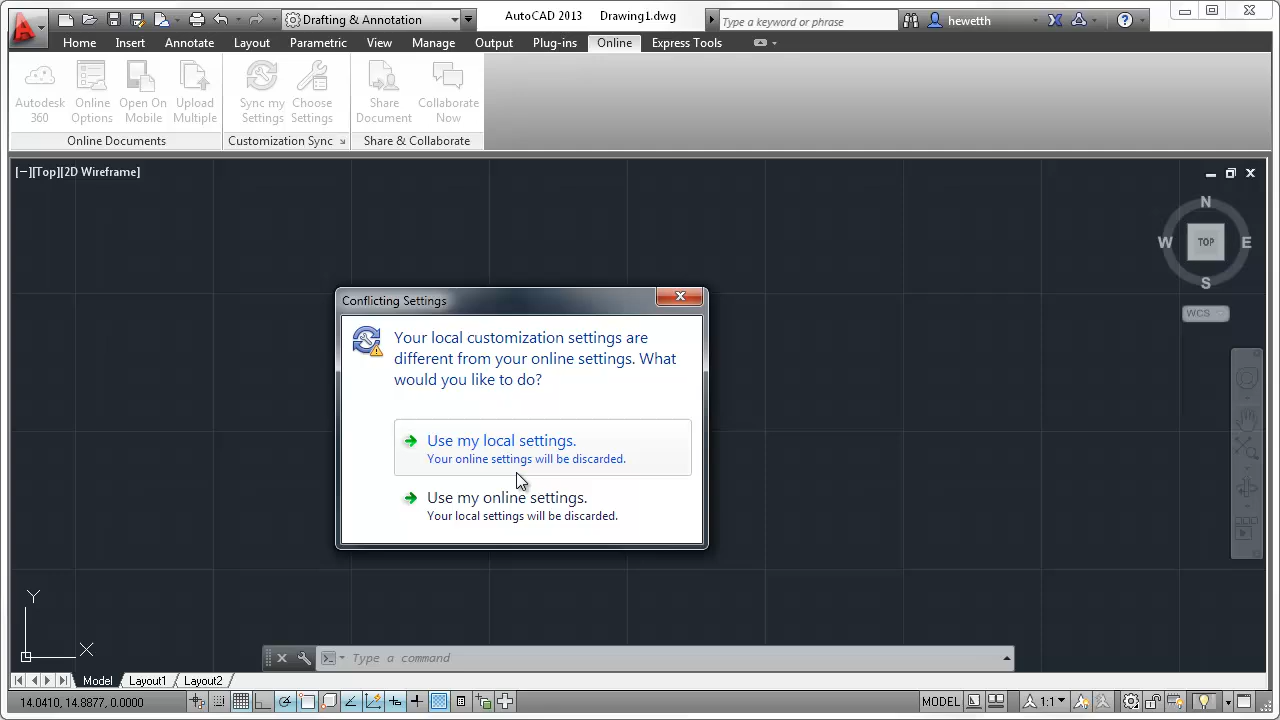 Drafting & Annotation
AutoCAD 2013 Drawing1.dwg
Type a keyword or phrase
hewetth
Home Insert Annotate Layout Parametric View Manage Output Plug-ins Online Express Tools
Autodesk 360
Online Options
Open On Mobile
Upload Multiple
Sync my Settings
Choose Settings
Share Document
Collaborate Now
Online Documents
Customization Sync
Share & Collaborate
[−][Top][2D Wireframe]
N
W TOP E
S
WCS
Conflicting Settings
Your local customization settings are
different from your online settings. What
would you like to do?
Use my local settings.
Your online settings will be discarded.
Use my online settings.
Your local settings will be discarded.
Y
X
Type a command
Model Layout1 Layout2
14.0410, 14.8877, 0.0000
MODEL
1:1